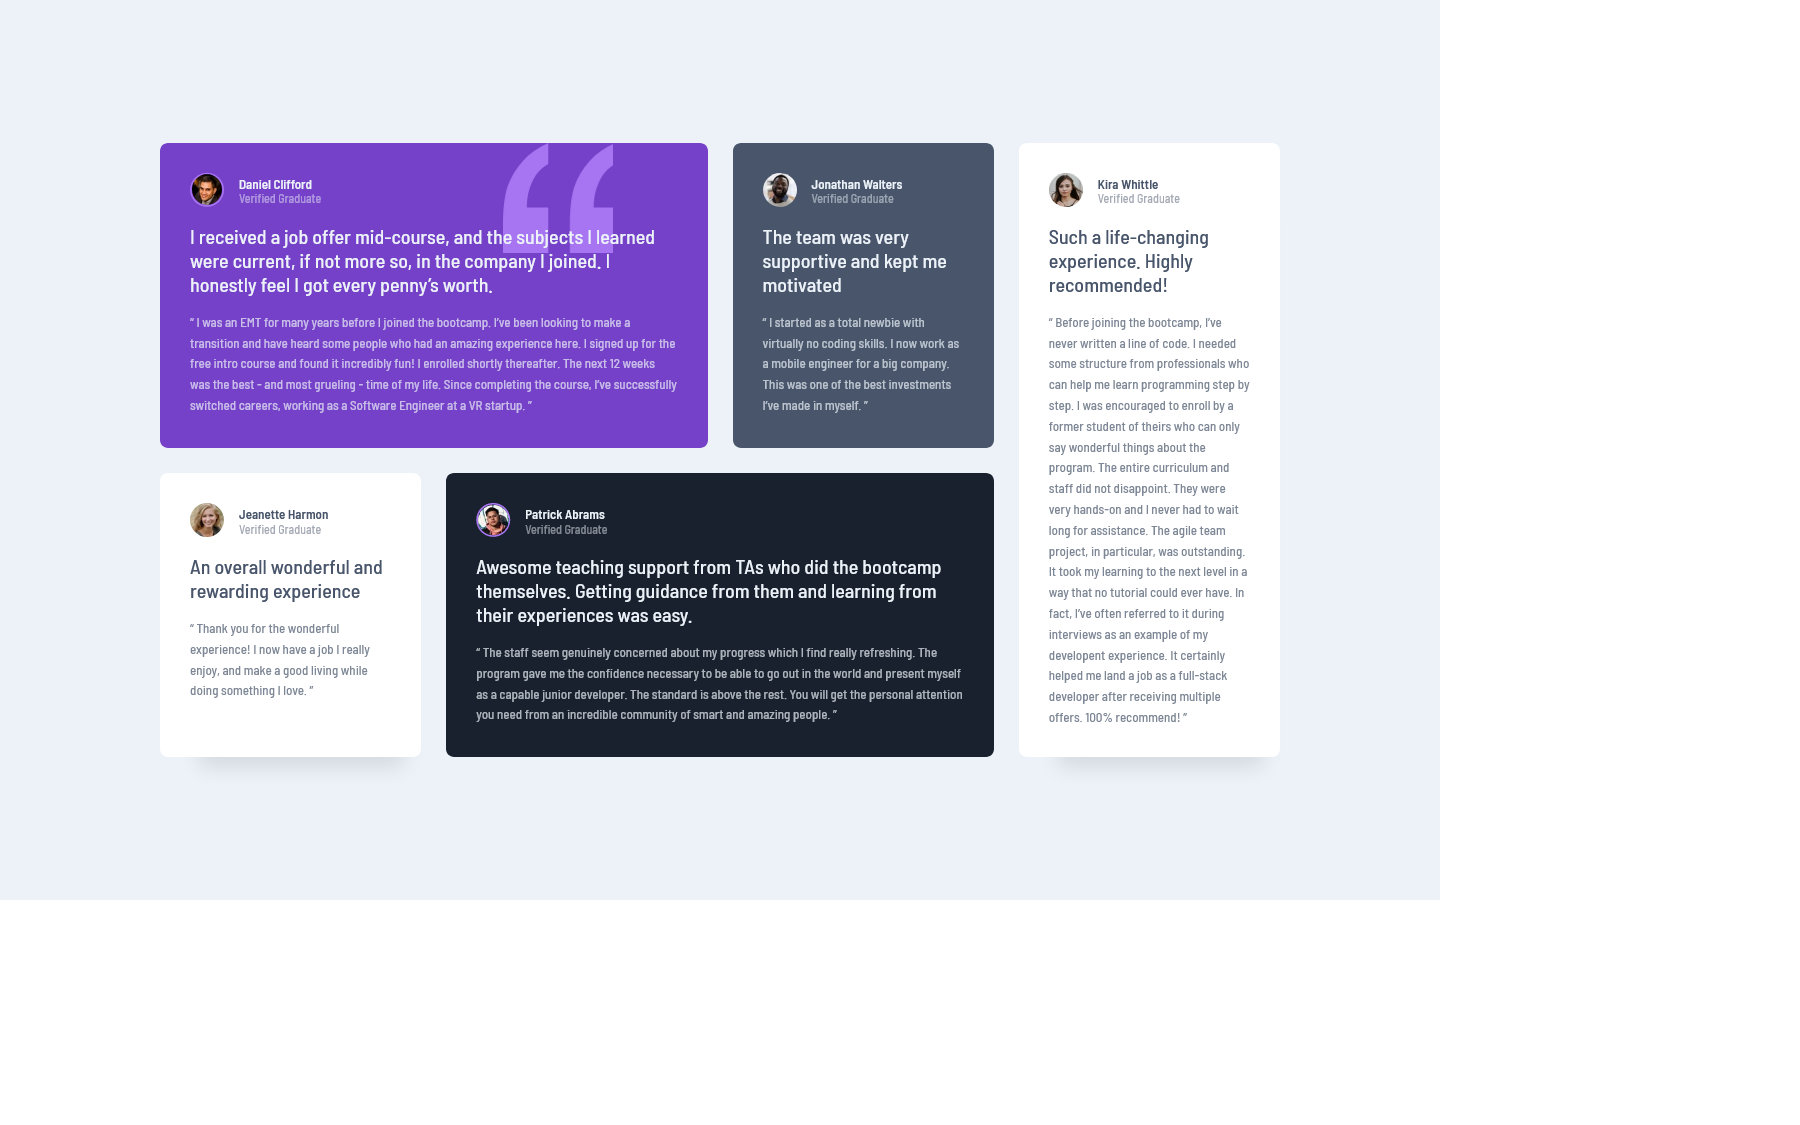 Daniel Clifford
Verified Graduate
I received a job offer mid-course, and the subjects I learned
were current, if not more so, in the company I joined. I
honestly feel I got every penny’s worth.
“ I was an EMT for many years before I joined the bootcamp. I’ve been looking to make a
transition and have heard some people who had an amazing experience here. I signed up for the
free intro course and found it incredibly fun! I enrolled shortly thereafter. The next 12 weeks
was the best - and most grueling - time of my life. Since completing the course, I’ve successfully
switched careers, working as a Software Engineer at a VR startup. ”
Jonathan Walters
Verified Graduate
The team was very
supportive and kept me
motivated
“ I started as a total newbie with
virtually no coding skills. I now work as
a mobile engineer for a big company.
This was one of the best investments
I’ve made in myself. ”
Kira Whittle
Verified Graduate
Such a life-changing
experience. Highly
recommended!
“ Before joining the bootcamp, I’ve
never written a line of code. I needed
some structure from professionals who
can help me learn programming step by
step. I was encouraged to enroll by a
former student of theirs who can only
say wonderful things about the
program. The entire curriculum and
staff did not disappoint. They were
very hands-on and I never had to wait
long for assistance. The agile team
project, in particular, was outstanding.
It took my learning to the next level in a
way that no tutorial could ever have. In
fact, I’ve often referred to it during
interviews as an example of my
developent experience. It certainly
helped me land a job as a full-stack
developer after receiving multiple
offers. 100% recommend! ”
Jeanette Harmon
Verified Graduate
An overall wonderful and
rewarding experience
“ Thank you for the wonderful
experience! I now have a job I really
enjoy, and make a good living while
doing something I love. ”
Patrick Abrams
Verified Graduate
Awesome teaching support from TAs who did the bootcamp
themselves. Getting guidance from them and learning from
their experiences was easy.
“ The staff seem genuinely concerned about my progress which I find really refreshing. The
program gave me the confidence necessary to be able to go out in the world and present myself
as a capable junior developer. The standard is above the rest. You will get the personal attention
you need from an incredible community of smart and amazing people. ”